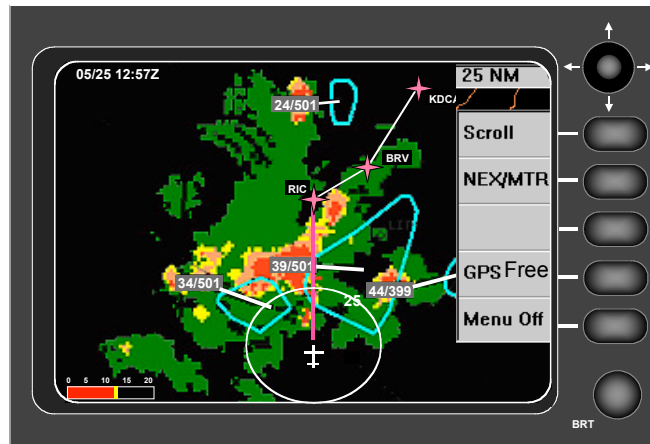 05/25 12:57Z
25 NM
24/501
KDCA
Scroll
BRV
NEX/MTR
RIC
39/501
34/501
44/399
GPS Free
25
Menu Off
0 5 10 15 20
BRT